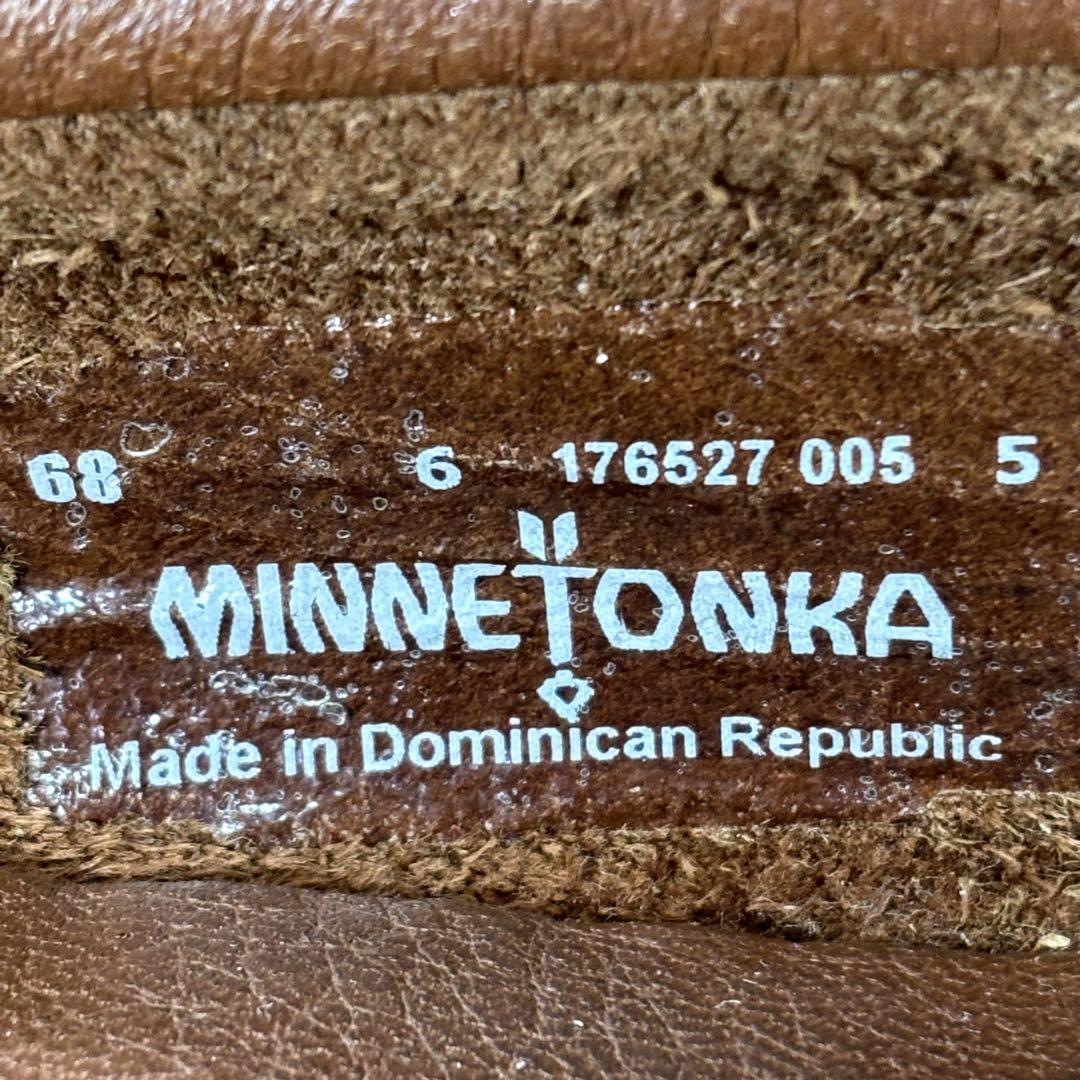 68 6 176527 005 5
MINNETONKA
Made in Dominican Republic